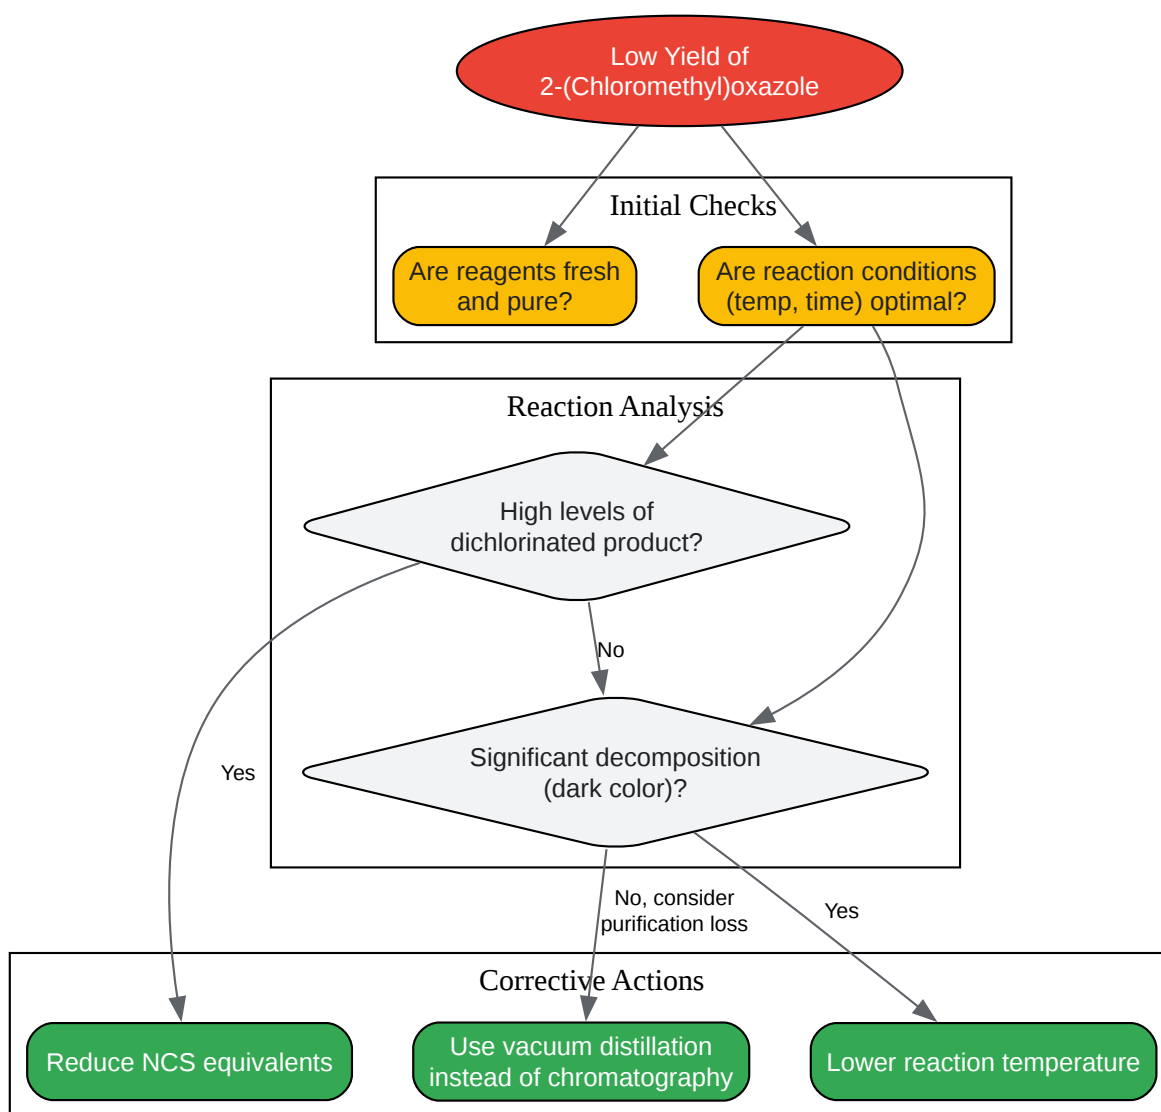 Low Yield of
2-(Chloromethyl)oxazole
Initial Checks
Are reagents fresh
and pure?
Are reaction conditions
(temp, time) optimal?
Reaction Analysis
High levels of
dichlorinated product?
No
Significant decomposition
(dark color)?
Yes
No, consider
purification loss
Yes
Corrective Actions
Reduce NCS equivalents
Use vacuum distillation
instead of chromatography
Lower reaction temperature